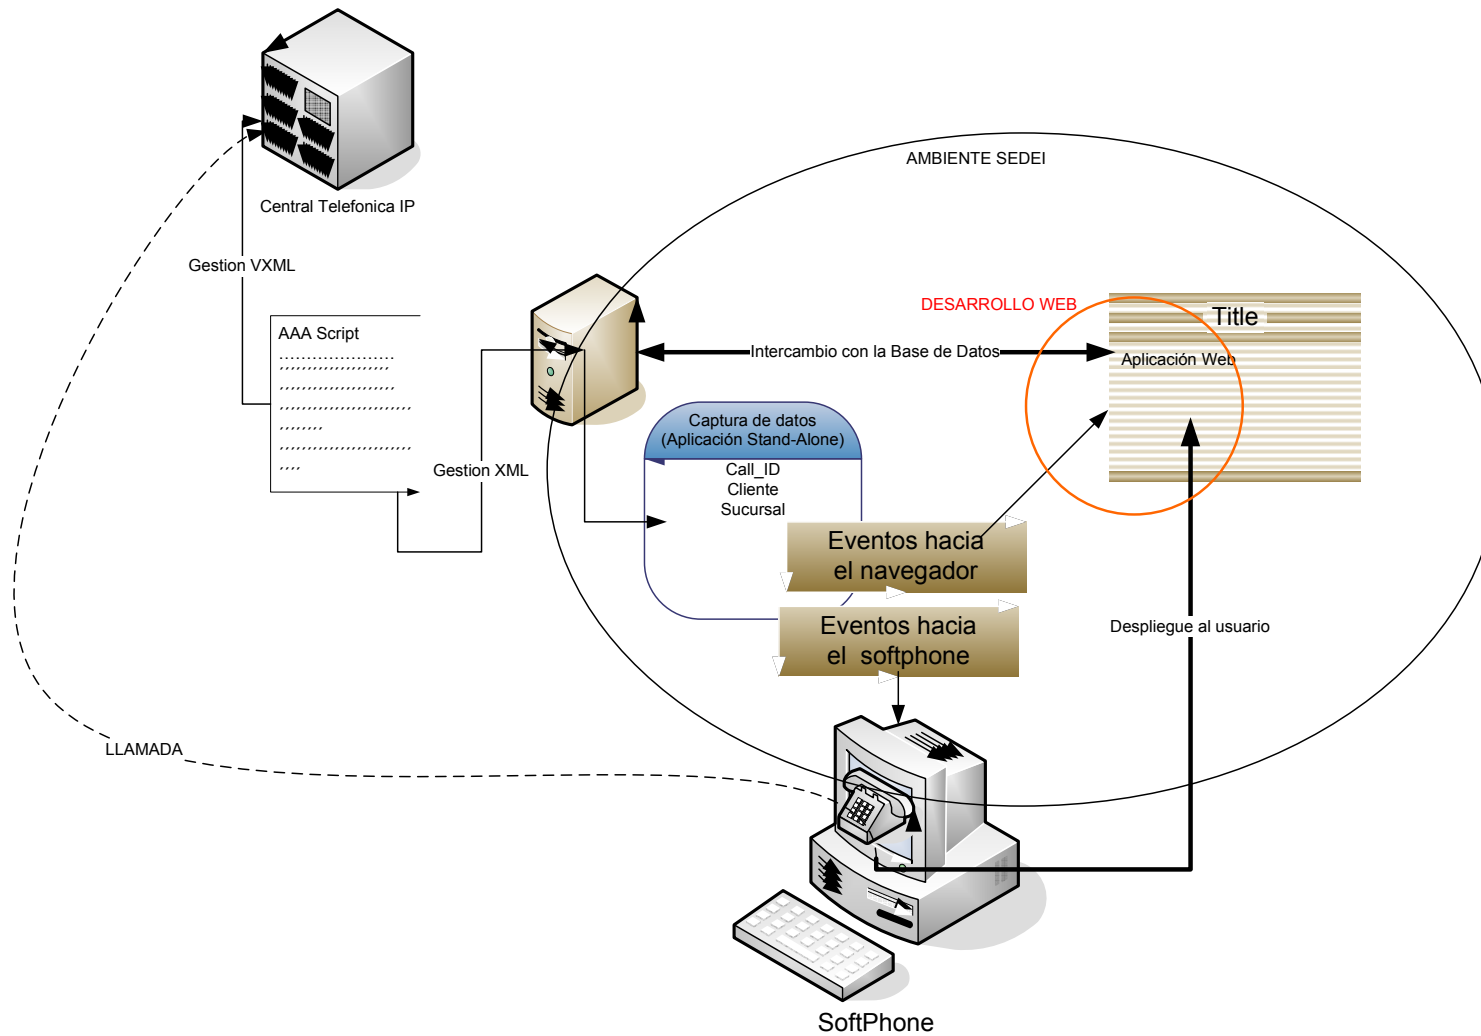 AMBIENTE SEDEI
Central Telefonica IP
Gestion VXML
DESARROLLO WEB
Title
AAA Script
Intercambio con la Base de Datos
Aplicación Web
Captura de datos
(Aplicación Stand-Alone)
Gestion XML
Call_ID
Cliente
Sucursal
Eventos hacia
el navegador
Eventos hacia
el softphone
Despliegue al usuario
LLAMADA
SoftPhone